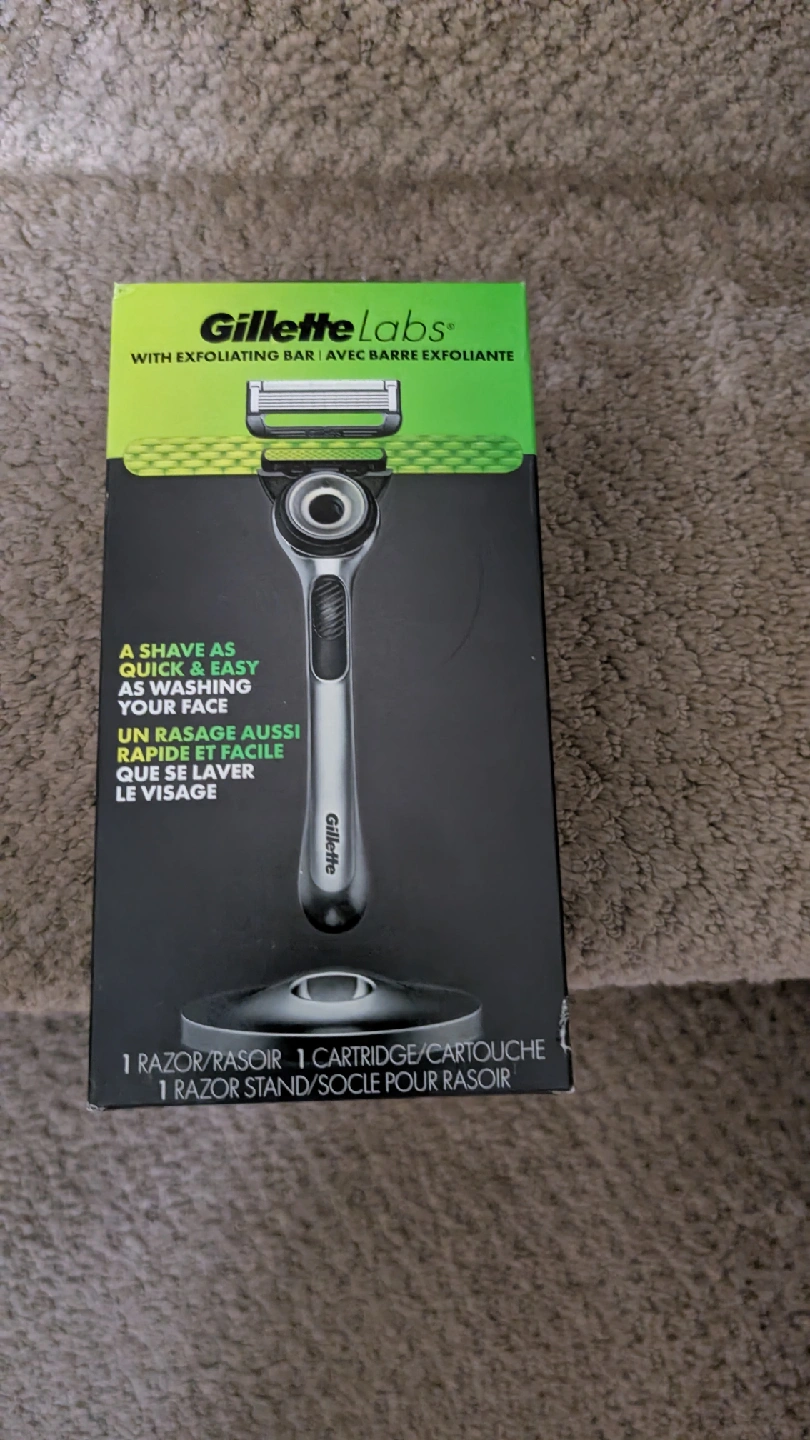 Gillette Labs®
WITH EXFOLIATING BAR | AVEC BARRE EXFOLIANTE
A SHAVE AS
QUICK & EASY
AS WASHING
YOUR FACE
UN RASAGE AUSSI
RAPIDE ET FACILE
QUE SE LAVER
LE VISAGE
Gillette
1 RAZOR/RASOIR 1 CARTRIDGE/CARTOUCHE
1 RAZOR STAND/SOCLE POUR RASOIR